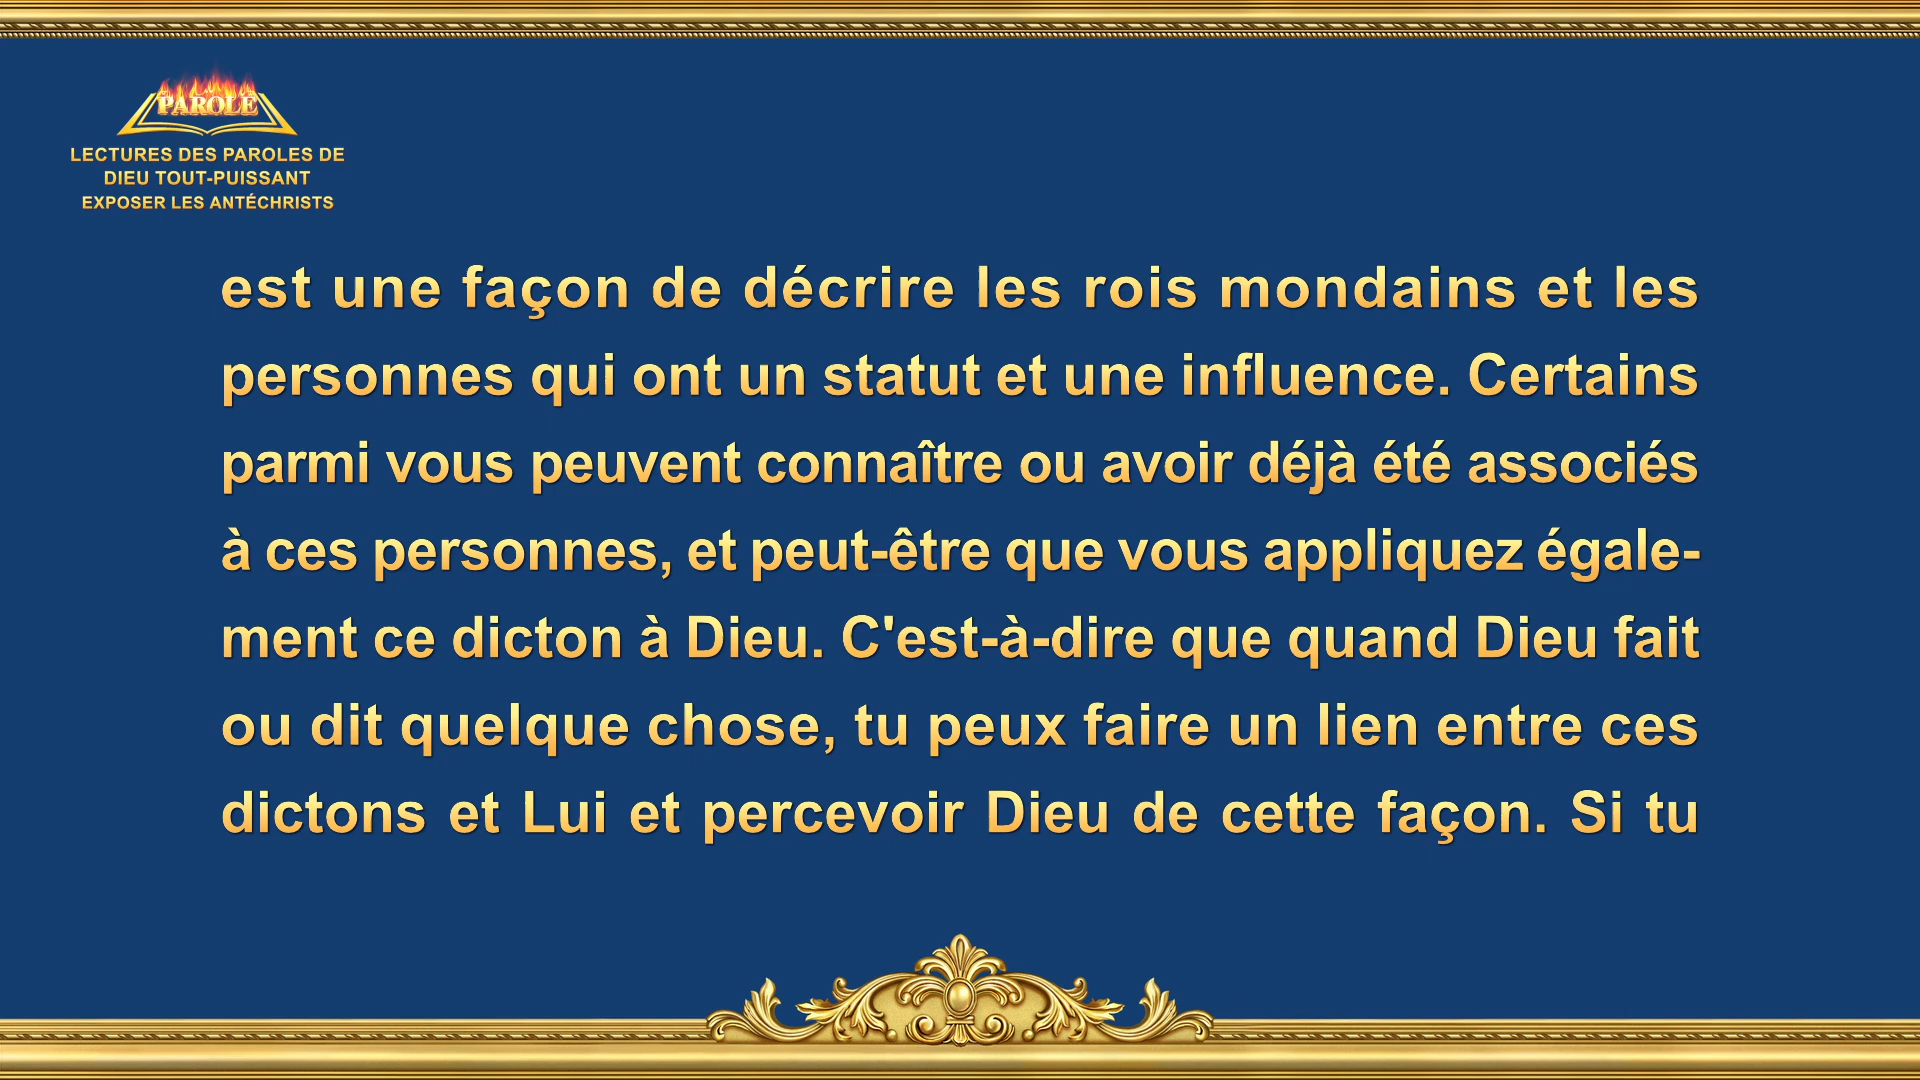 PAROLE
LECTURES DES PAROLES DE
DIEU TOUT-PUISSANT
EXPOSER LES ANTÉCHRISTS
est une façon de décrire les rois mondains et les
personnes qui ont un statut et une influence. Certains
parmi vous peuvent connaître ou avoir déjà été associés
à ces personnes, et peut-être que vous appliquez égale-
ment ce dicton à Dieu. C'est-à-dire que quand Dieu fait
ou dit quelque chose, tu peux faire un lien entre ces
dictons et Lui et percevoir Dieu de cette façon. Si tu